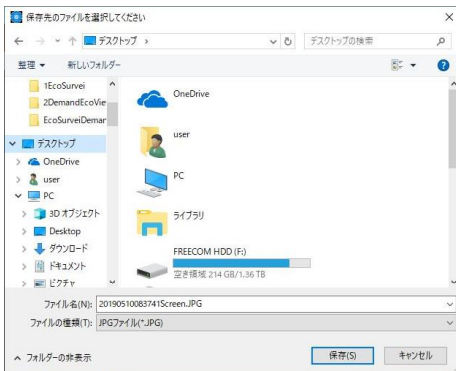 保存先のファイルを選択してください
デスクトップ
デスクトップの検索
整理
新しいフォルダー
1EcoSurvei
2DemandEcoVie
EcoSurveiDemar
デスクトップ
OneDrive
user
PC
3D オブジェクト
Desktop
ダウンロード
ドキュメント
ピクチャ
OneDrive
user
PC
ライブラリ
FREECOM HDD (F:)
空き領域 214 GB/1.36 TB
ファイル名(N): 20190510083741Screen.JPG
ファイルの種類(T): JPGファイル(*.JPG)
フォルダーの非表示
保存(S)
キャンセル